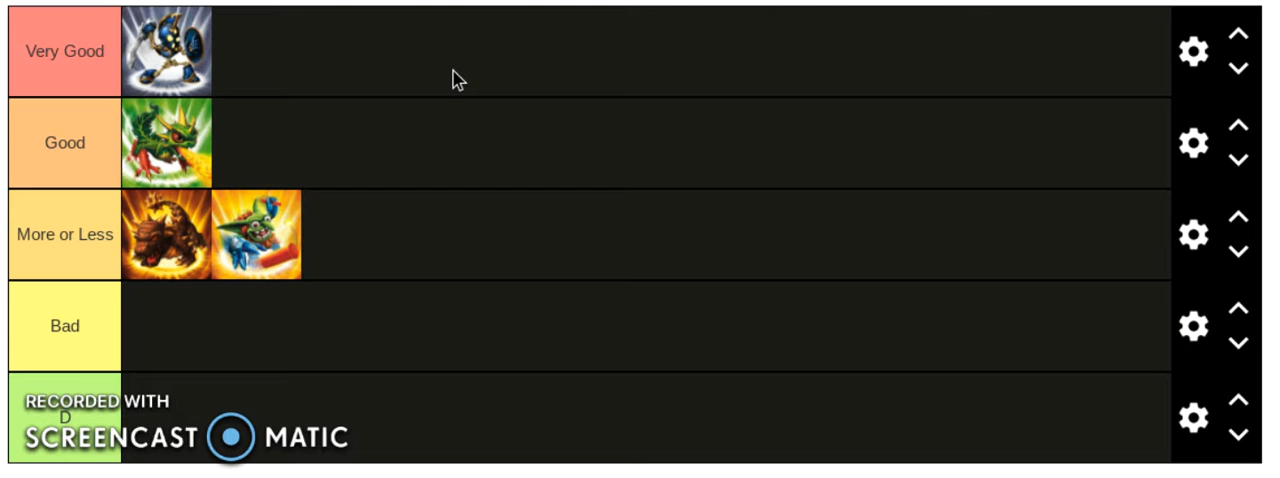 Very Good
Good
More or Less
Bad
D
RECORDED WITH
SCREENCAST MATIC